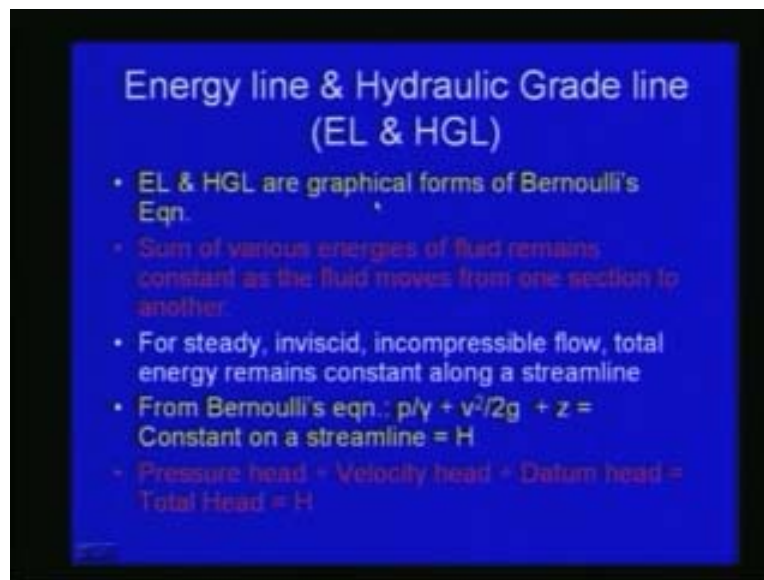 Energy line & Hydraulic Grade line
(EL & HGL)
• EL & HGL are graphical forms of Bernoulli's
Eqn.
• Sum of various energies of fluid remains
constant as the fluid moves from one section to
another.
• For steady, inviscid, incompressible flow, total
energy remains constant along a streamline
• From Bernoulli's eqn.: p/γ + v²/2g + z =
Constant on a streamline = H
• Pressure head + Velocity head + Datum head =
Total Head = H